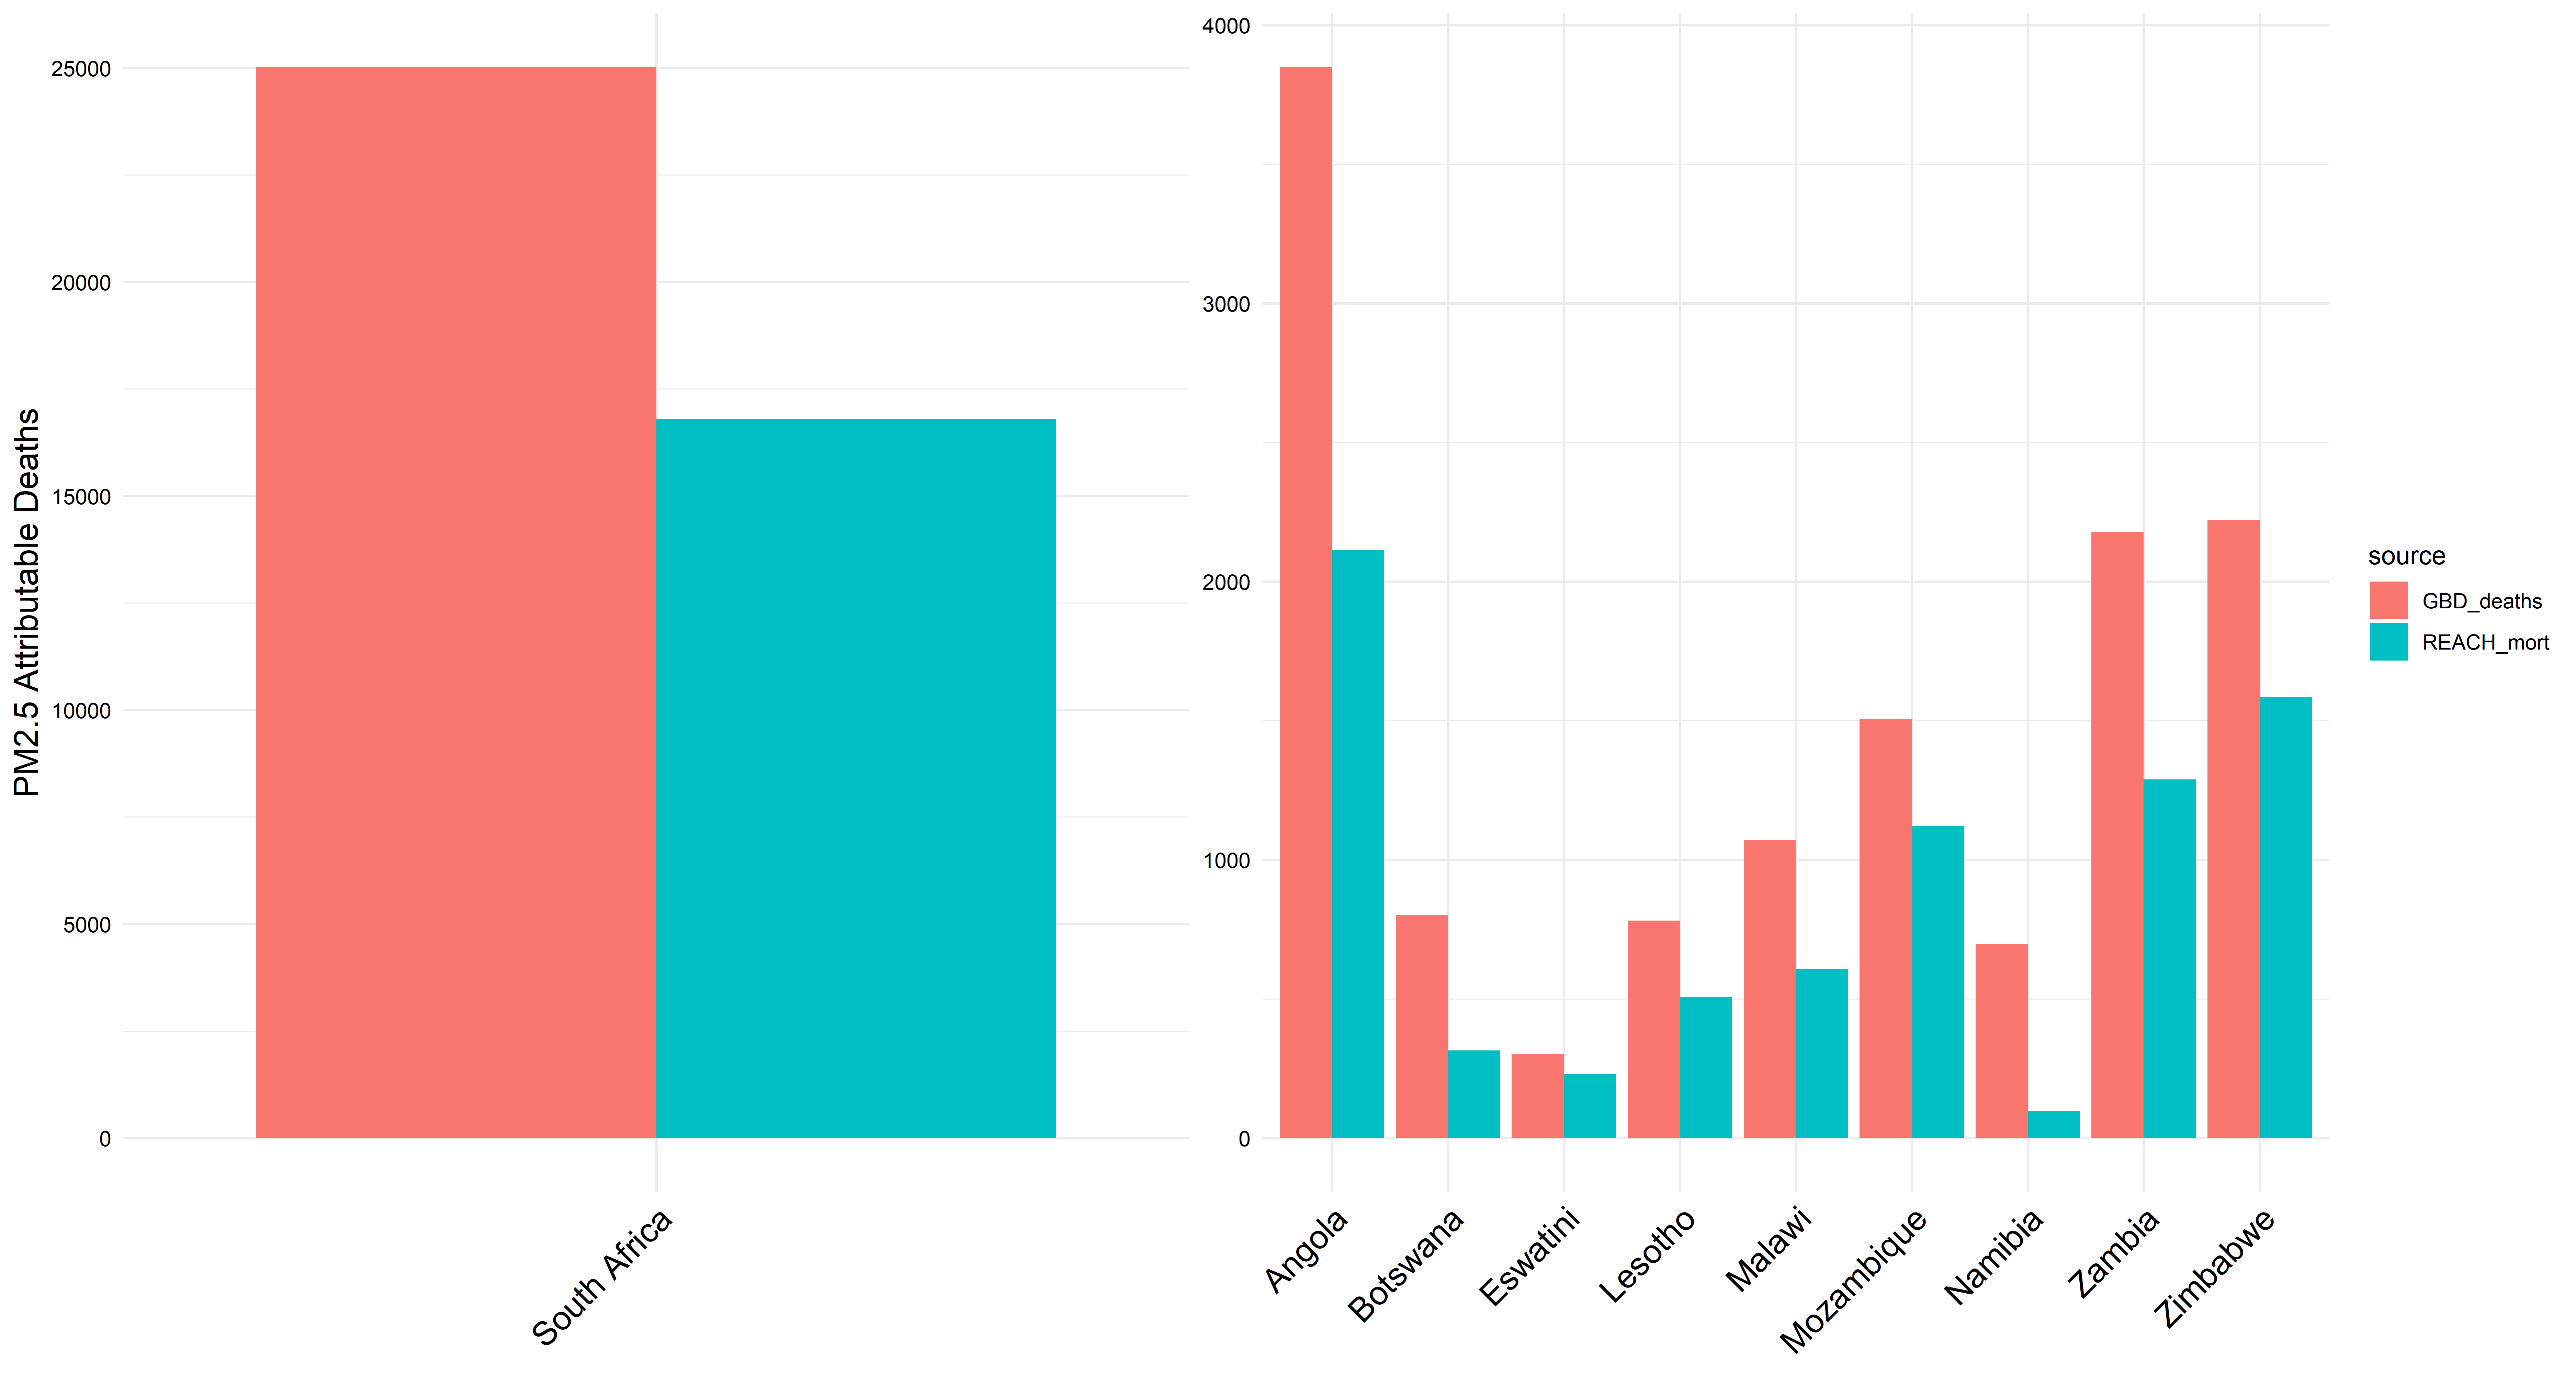 PM2.5 Attributable Deaths
25000
20000
15000
10000
5000
0
South Africa
4000
3000
2000
1000
0
Angola
Botswana
Eswatini
Lesotho
Malawi
Mozambique
Namibia
Zambia
Zimbabwe
source
GBD_deaths
REACH_mort